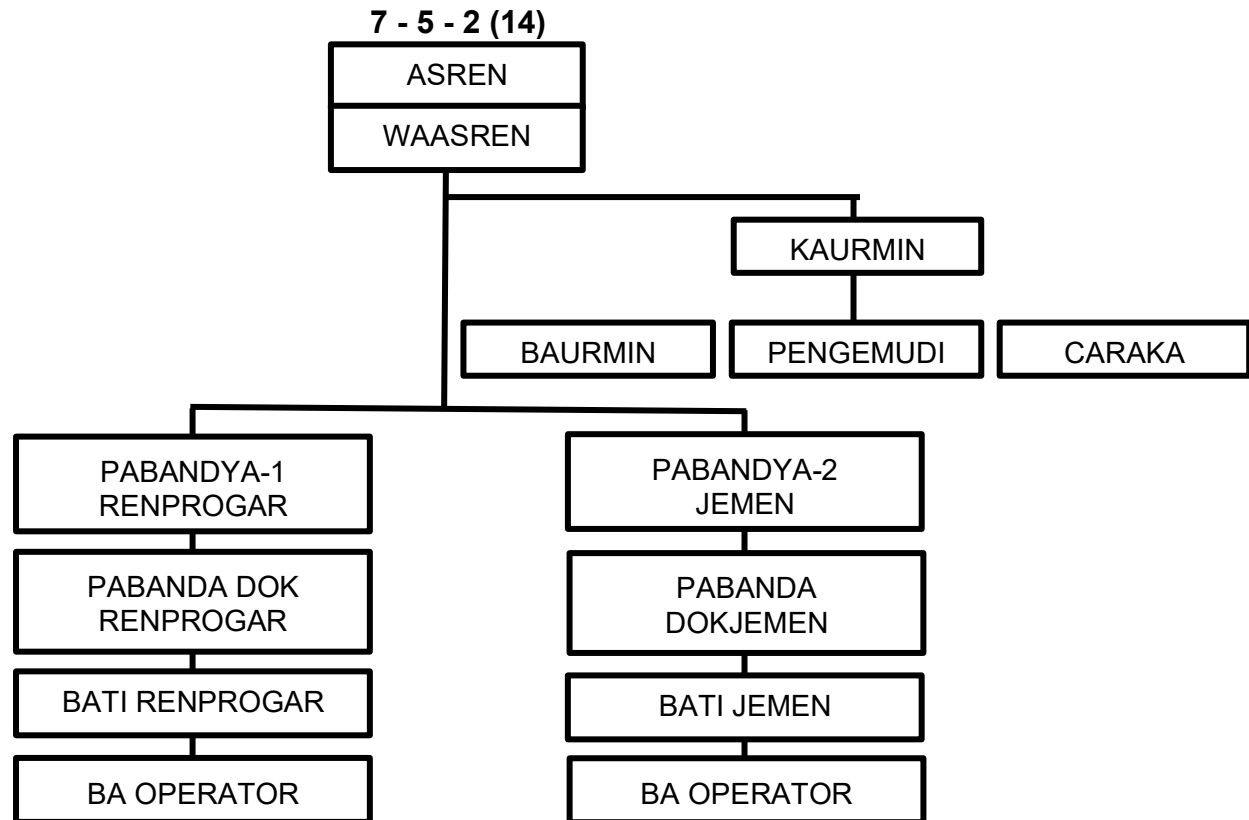 7 - 5 - 2 (14)
ASREN
WAASREN
KAURMIN
BAURMIN
PENGEMUDI
CARAKA
PABANDYA-1
RENPROGAR
PABANDA DOK
RENPROGAR
BATI RENPROGAR
BA OPERATOR
PABANDYA-2
JEMEN
PABANDA
DOKJEMEN
BATI JEMEN
BA OPERATOR